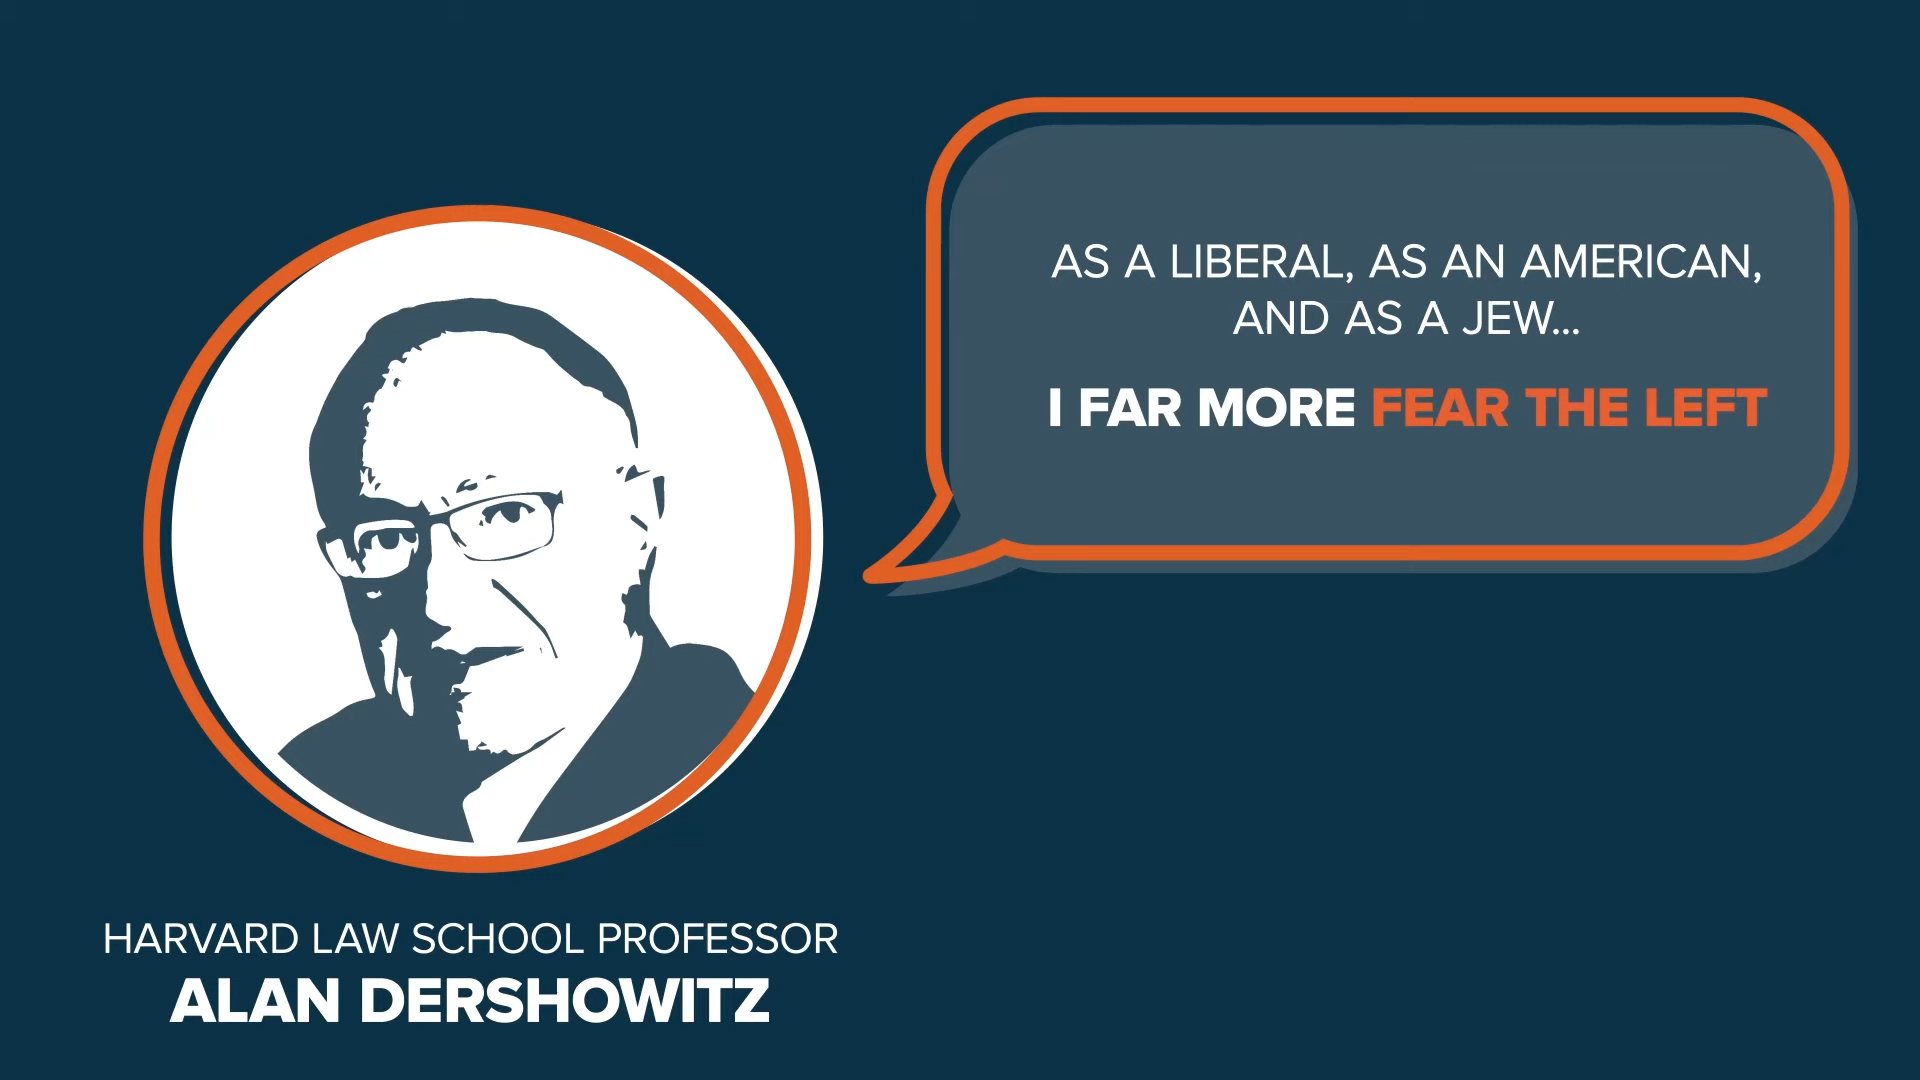 AS A LIBERAL, AS AN AMERICAN,
AND AS A JEW...
I FAR MORE FEAR THE LEFT
HARVARD LAW SCHOOL PROFESSOR
ALAN DERSHOWITZ